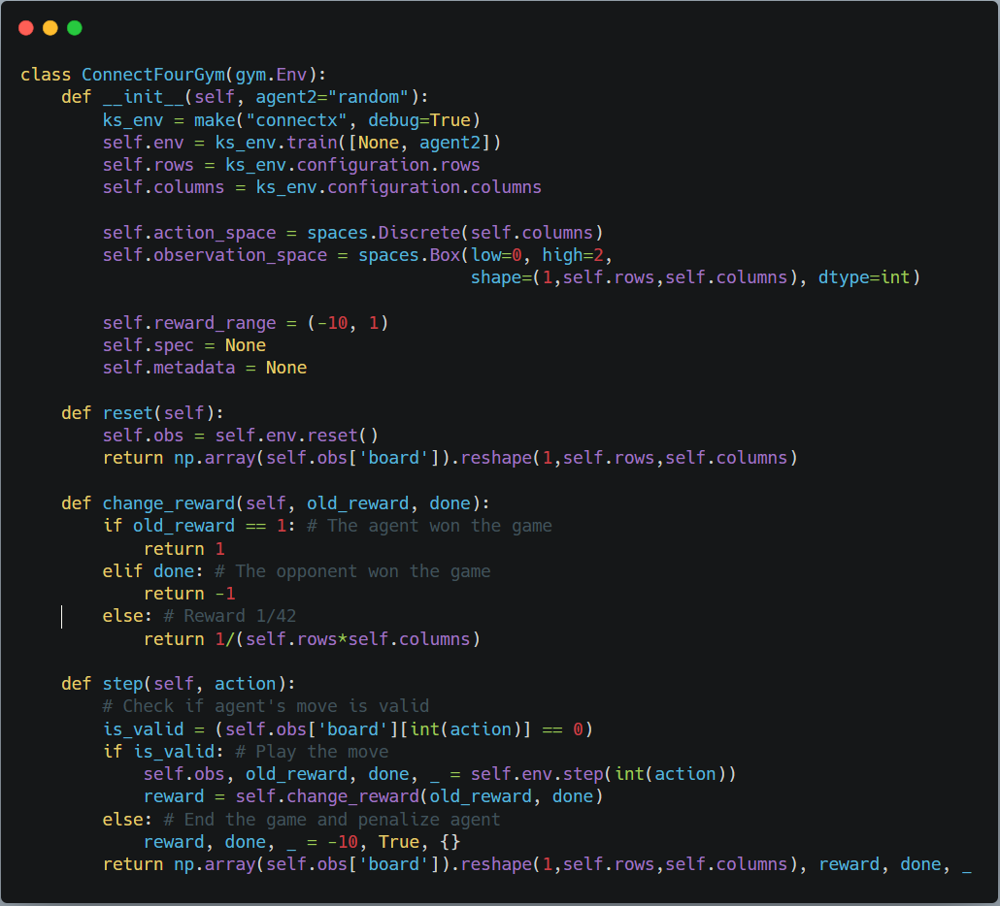 class ConnectFourGym(gym.Env):
    def __init__(self, agent2="random"):
        ks_env = make("connectx", debug=True)
        self.env = ks_env.train([None, agent2])
        self.rows = ks_env.configuration.rows
        self.columns = ks_env.configuration.columns

        self.action_space = spaces.Discrete(self.columns)
        self.observation_space = spaces.Box(low=0, high=2,
                                            shape=(1,self.rows,self.columns), dtype=int)

        self.reward_range = (-10, 1)
        self.spec = None
        self.metadata = None

    def reset(self):
        self.obs = self.env.reset()
        return np.array(self.obs['board']).reshape(1,self.rows,self.columns)

    def change_reward(self, old_reward, done):
        if old_reward == 1: # The agent won the game
            return 1
        elif done: # The opponent won the game
            return -1
        else: # Reward 1/42
            return 1/(self.rows*self.columns)

    def step(self, action):
        # Check if agent's move is valid
        is_valid = (self.obs['board'][int(action)] == 0)
        if is_valid: # Play the move
            self.obs, old_reward, done, _ = self.env.step(int(action))
            reward = self.change_reward(old_reward, done)
        else: # End the game and penalize agent
            reward, done, _ = -10, True, {}
        return np.array(self.obs['board']).reshape(1,self.rows,self.columns), reward, done, _